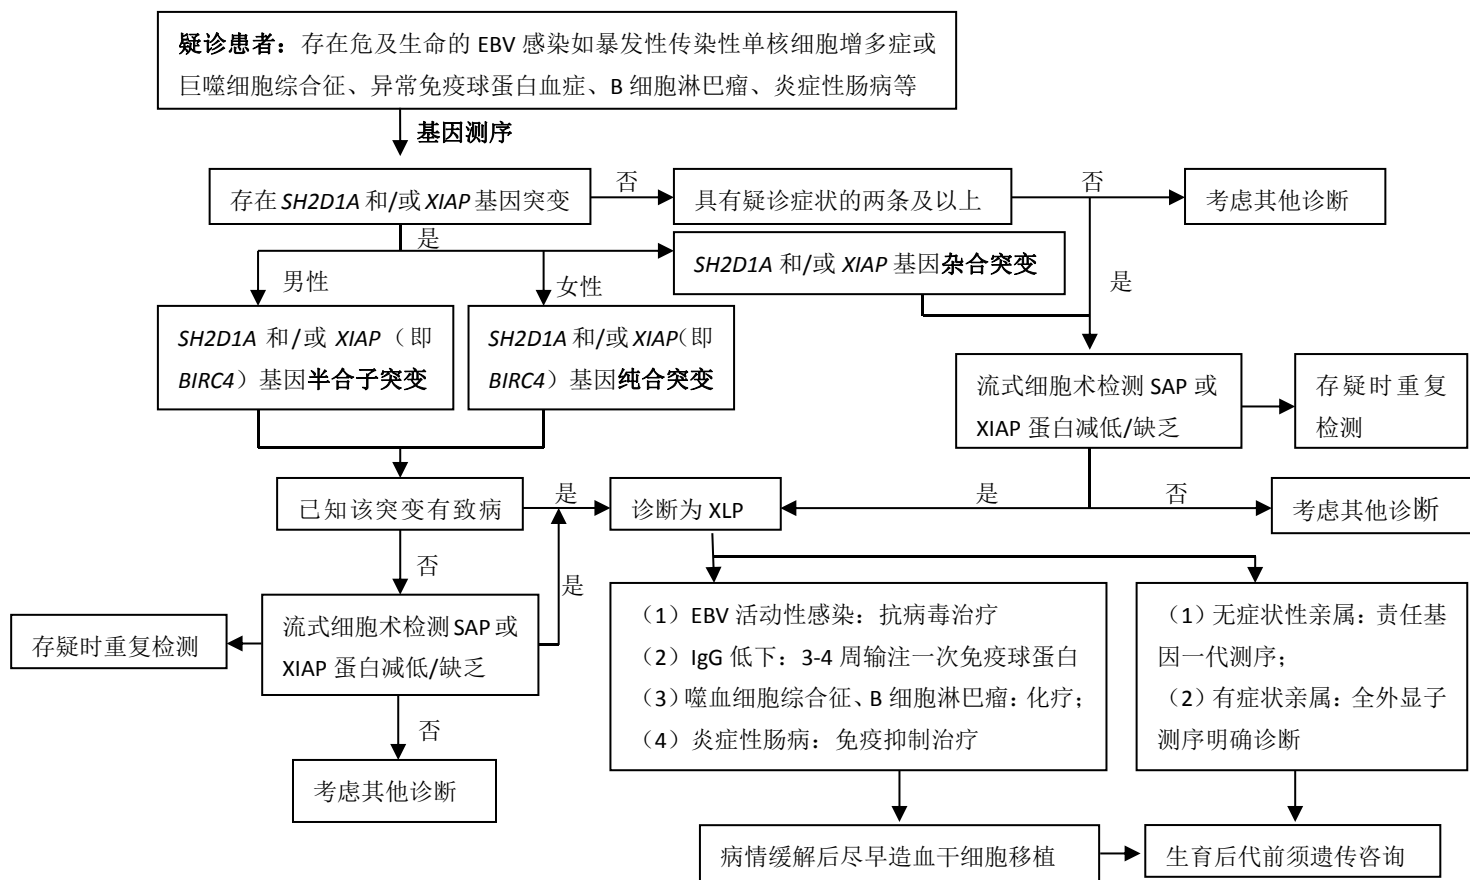 疑诊患者：存在危及生命的 EBV 感染如暴发性传染性单核细胞增多症或
巨噬细胞综合征、异常免疫球蛋白血症、B 细胞淋巴瘤、炎症性肠病等
基因测序
存在 SH2D1A 和/或 XIAP 基因突变
否
具有疑诊症状的两条及以上
否
考虑其他诊断
是
SH2D1A 和/或 XIAP 基因杂合突变
是
男性
女性
SH2D1A 和/或 XIAP（即
BIRC4）基因半合子突变
SH2D1A 和/或 XIAP（即
BIRC4）基因纯合突变
流式细胞术检测 SAP 或
XIAP 蛋白减低/缺乏
存疑时重复
检测
已知该突变有致病
是
诊断为 XLP
是
否
考虑其他诊断
否
是
流式细胞术检测 SAP 或
XIAP 蛋白减低/缺乏
存疑时重复检测
否
考虑其他诊断
（1）EBV 活动性感染：抗病毒治疗
（2）IgG 低下：3-4 周输注一次免疫球蛋白
（3）噬血细胞综合征、B 细胞淋巴瘤：化疗；
（4）炎症性肠病：免疫抑制治疗
（1）无症状性亲属：责任基
因一代测序；
（2）有症状亲属：全外显子
测序明确诊断
病情缓解后尽早造血干细胞移植
生育后代前须遗传咨询